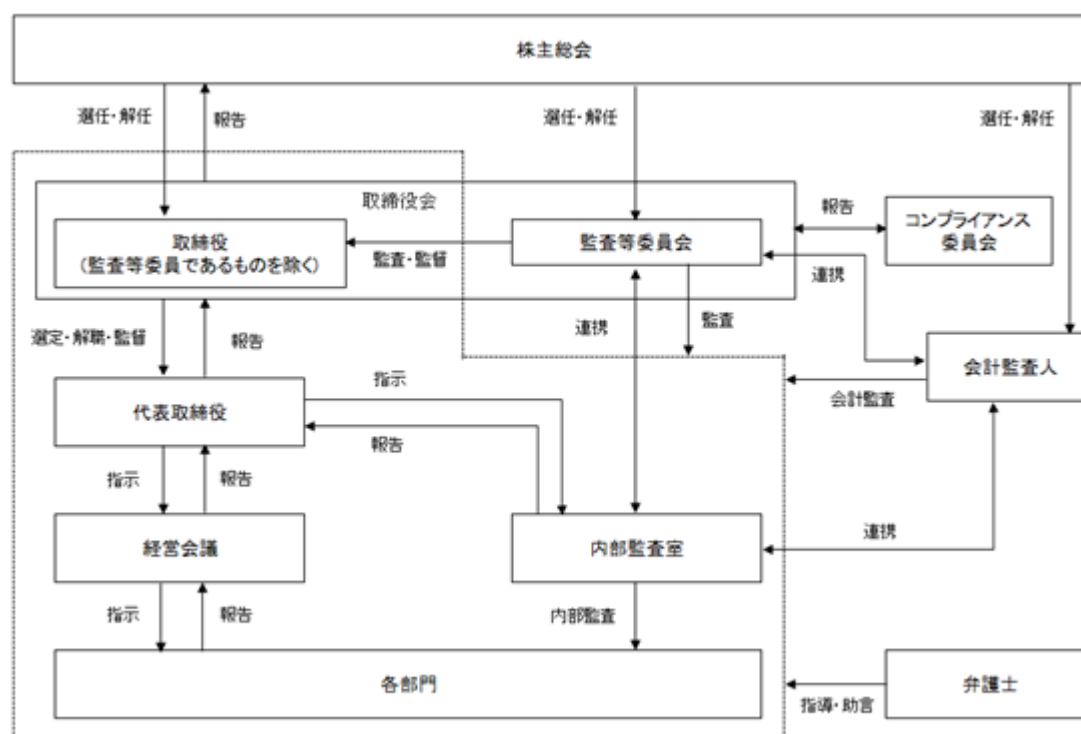 株主総会
選任・解任
報告
選任・解任
選任・解任
取締役会
取締役
（監査等委員であるものを除く）
監査・監督
監査等委員会
報告
コンプライアンス
委員会
連携
選定・解職・監督
報告
連携
監査
会計監査人
会計監査
代表取締役
指示
報告
指示
報告
経営会議
内部監査室
連携
指示
報告
内部監査
各部門
弁護士
指導・助言